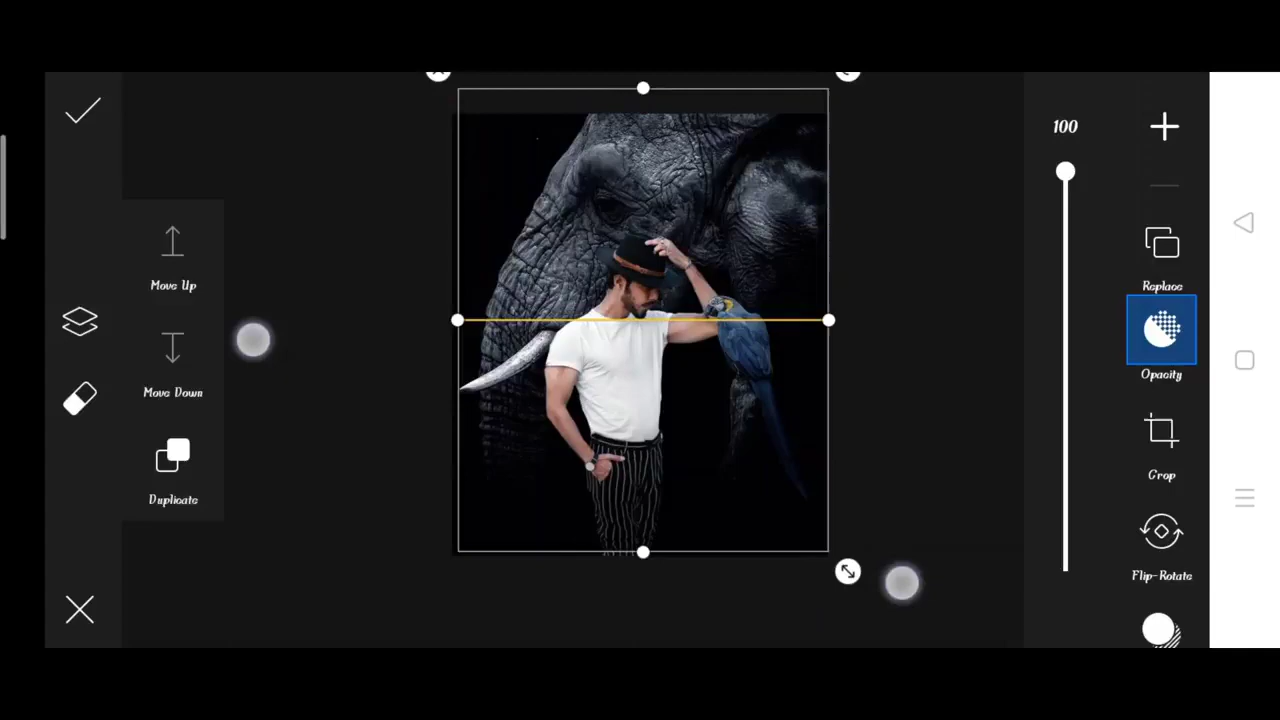 100
Move Up
Replace
Opacity
Move Down
Crop
Duplicate
Flip-Rotate